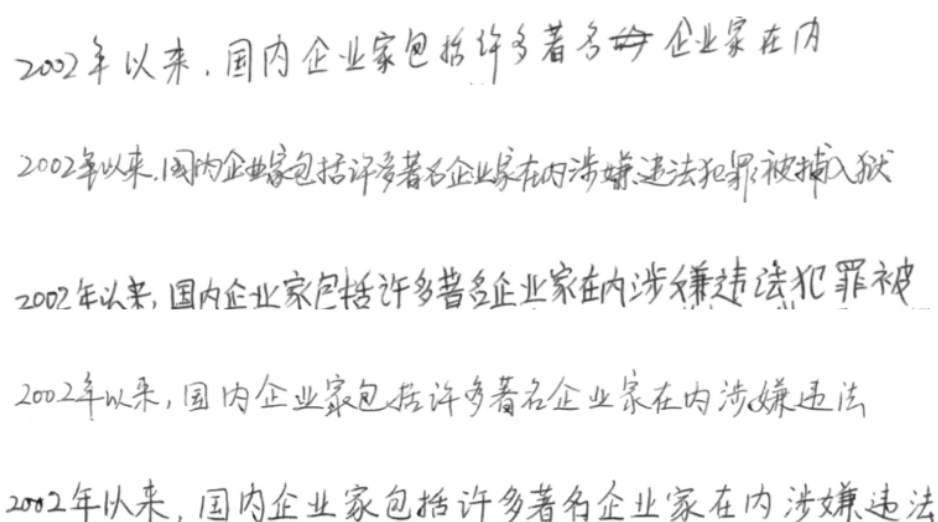 2002年以来，国内企业家包括许多著名企业家在内
2002年以来，国内企业家包括许多著名企业家在内涉嫌违法犯罪被捕入狱
2002年以来，国内企业家包括许多著名企业家在内涉嫌违法犯罪被
2002年以来，国内企业家包括许多著名企业家在内涉嫌违法
2002年以来，国内企业家包括许多著名企业家在内涉嫌违法